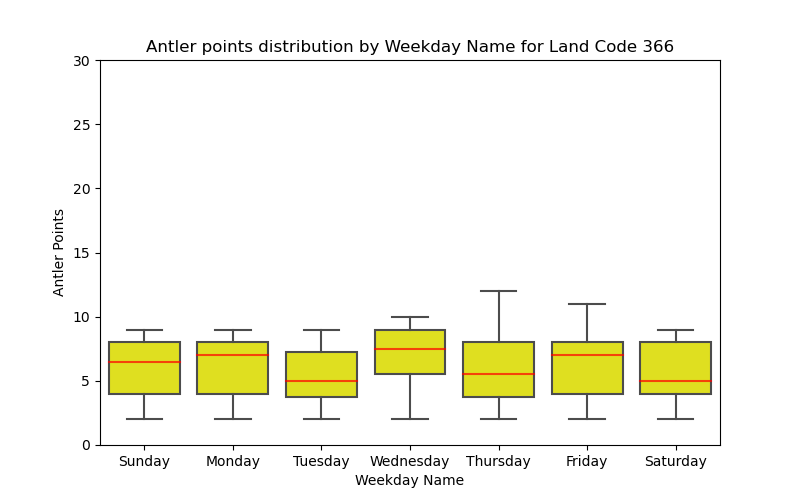 Antler points distribution by Weekday Name for Land Code 366
30
25
20
15
10
5
0
Antler Points
Sunday Monday Tuesday Wednesday Thursday Friday Saturday
Weekday Name